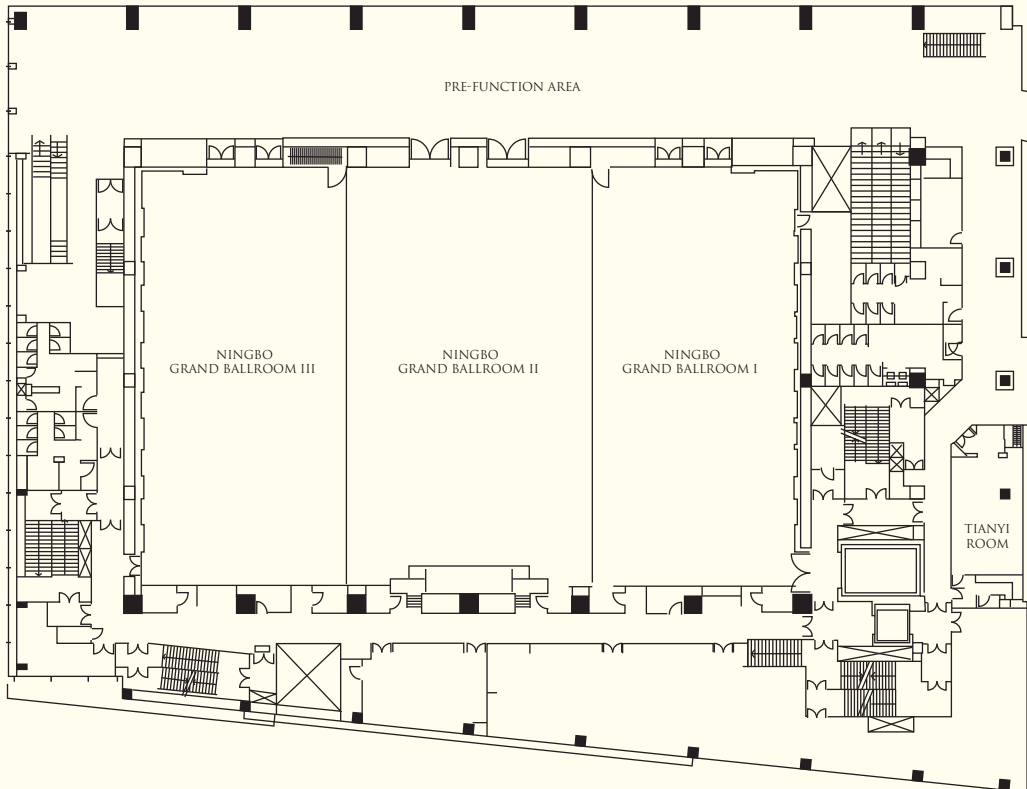 PRE-FUNCTION AREA
NINGBO
GRAND BALLROOM III
NINGBO
GRAND BALLROOM II
NINGBO
GRAND BALLROOM I
TIANYI
ROOM